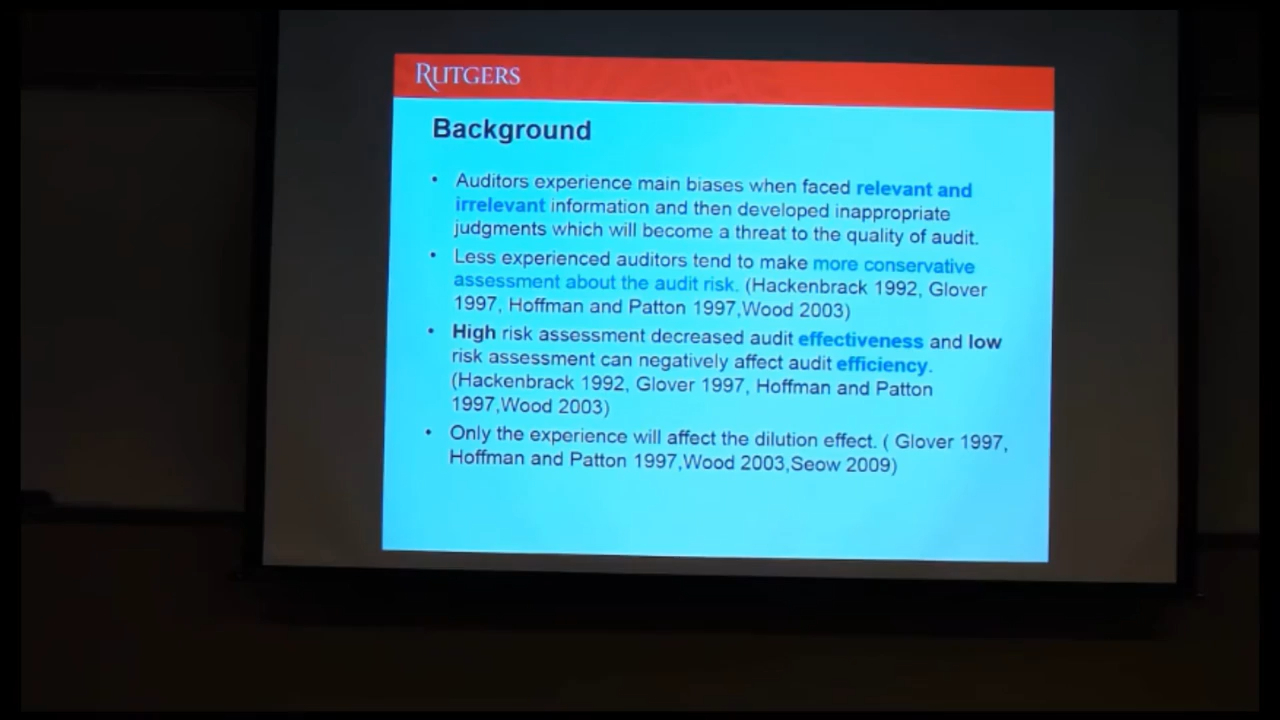 RUTGERS
Background
• Auditors experience main biases when faced relevant and
irrelevant information and then developed inappropriate
judgments which will become a threat to the quality of audit.
• Less experienced auditors tend to make more conservative
assessment about the audit risk. (Hackenbrack 1992, Glover
1997, Hoffman and Patton 1997,Wood 2003)
• High risk assessment decreased audit effectiveness and low
risk assessment can negatively affect audit efficiency.
(Hackenbrack 1992, Glover 1997, Hoffman and Patton
1997,Wood 2003)
• Only the experience will affect the dilution effect. ( Glover 1997,
Hoffman and Patton 1997,Wood 2003,Seow 2009)